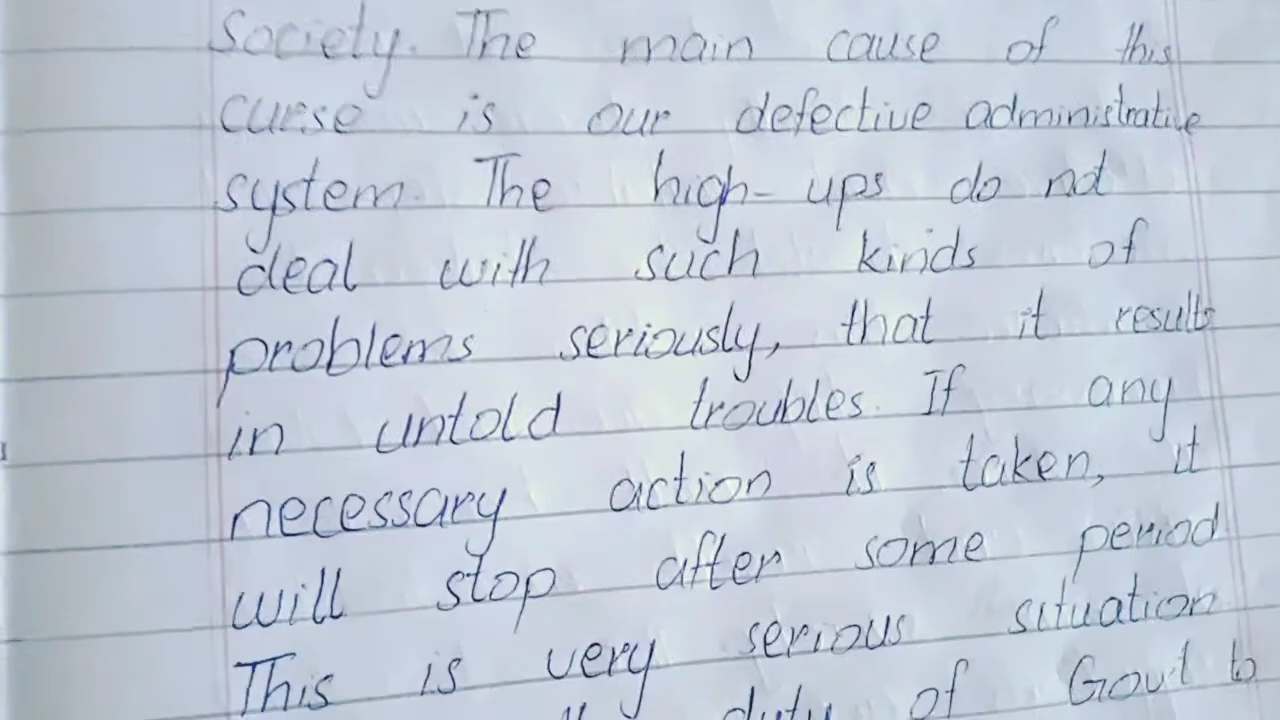 Society. The main cause of this
curse is our defective administrative
system. The high-ups do not
deal with such kinds of
problems seriously, that it results
in untold troubles. If any
necessary action is taken, it
will stop after some period
This is very serious situation
duty of Govt to